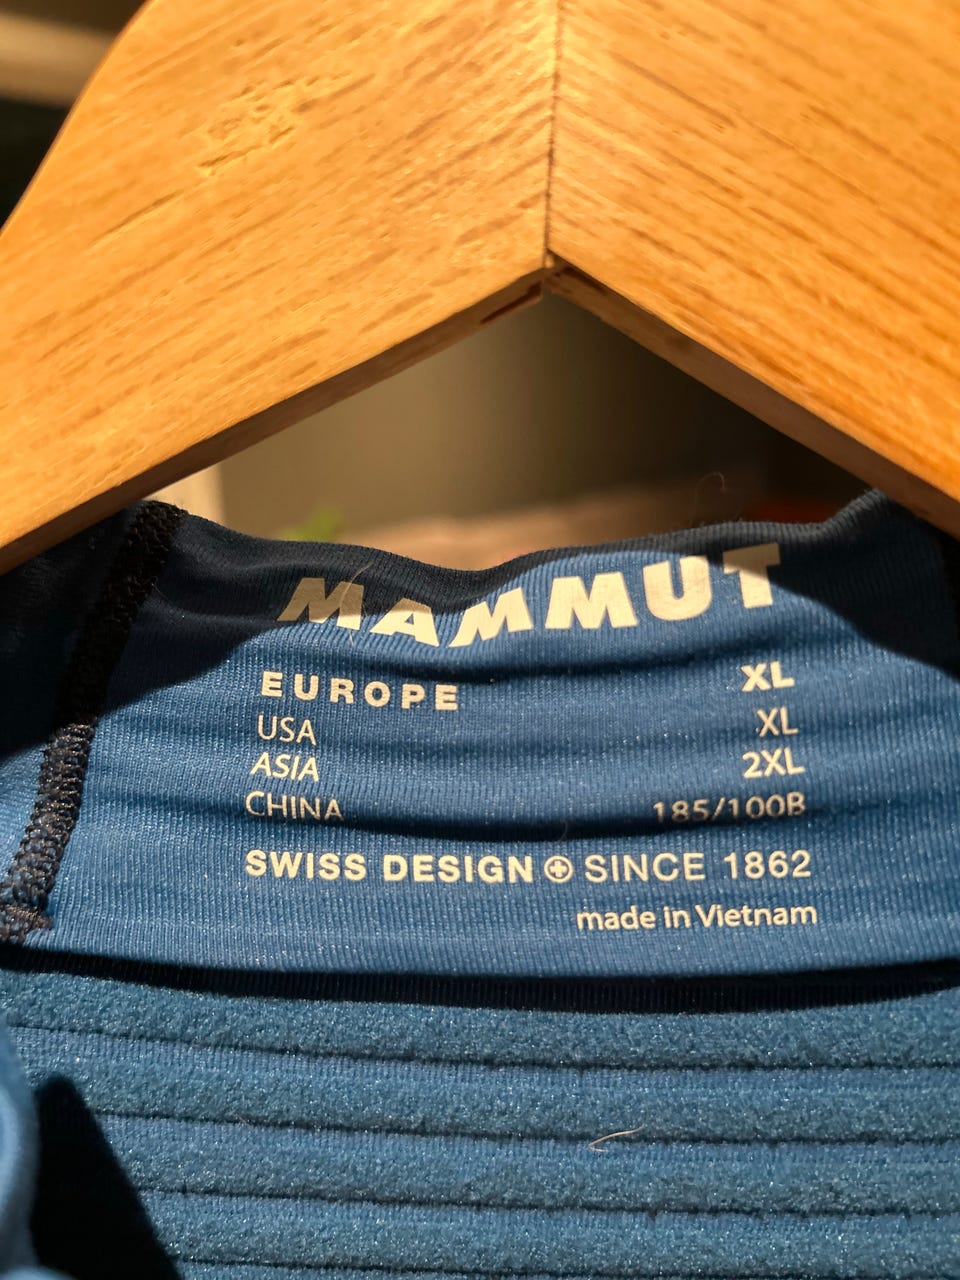 MAMMUT
EUROPE XL
USA XL
ASIA 2XL
CHINA 185/100B
SWISS DESIGN SINCE 1862
made in Vietnam